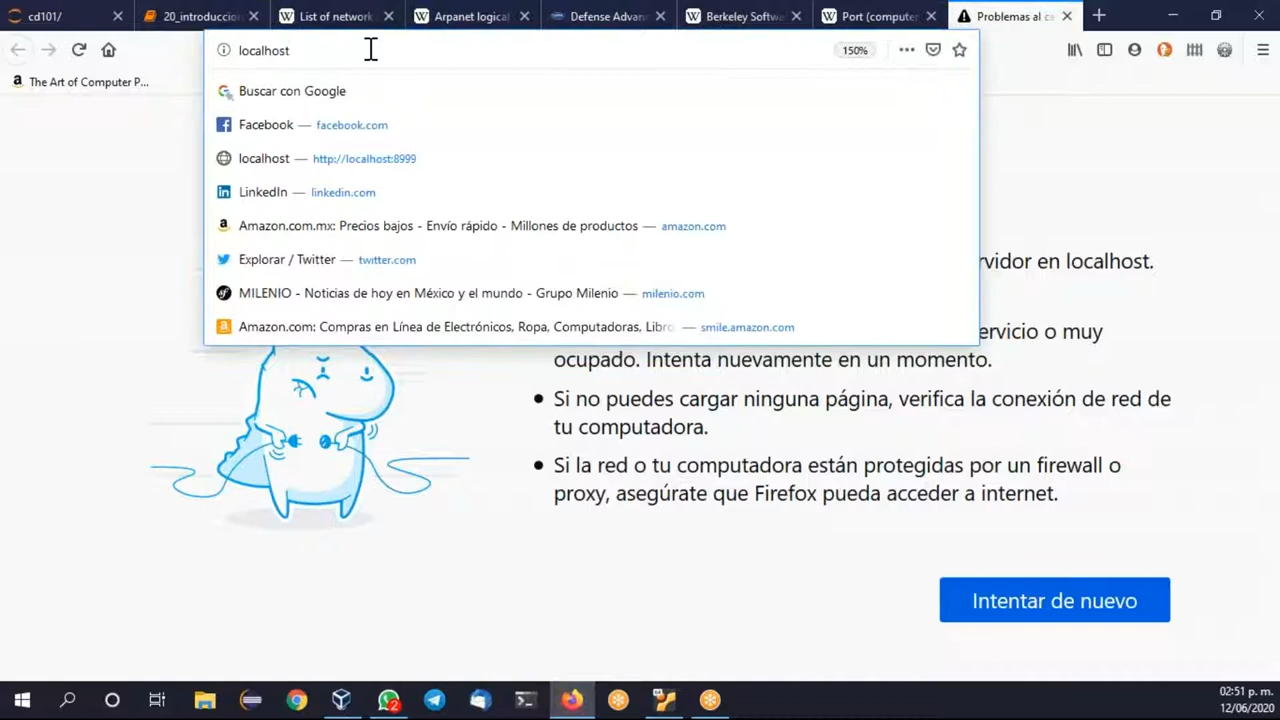 cd101/
20_introduccion
List of network
Arpanet logical
Defense Advan
Berkeley Softwa
Port (computer
Problemas al ca
localhost
150%
The Art of Computer P...
Buscar con Google
Facebook — facebook.com
localhost — http://localhost:8999
LinkedIn — linkedin.com
Amazon.com.mx: Precios bajos - Envío rápido - Millones de productos — amazon.com
Explorar / Twitter — twitter.com
MILENIO - Noticias de hoy en México y el mundo - Grupo Milenio — milenio.com
Amazon.com: Compras en Línea de Electrónicos, Ropa, Computadoras, Libro — smile.amazon.com
rvidor en localhost.
ervicio o muy
ocupado. Intenta nuevamente en un momento.
Si no puedes cargar ninguna página, verifica la conexión de red de
tu computadora.
Si la red o tu computadora están protegidas por un firewall o
proxy, asegúrate que Firefox pueda acceder a internet.
Intentar de nuevo
2
02:51 p. m.
12/06/2020